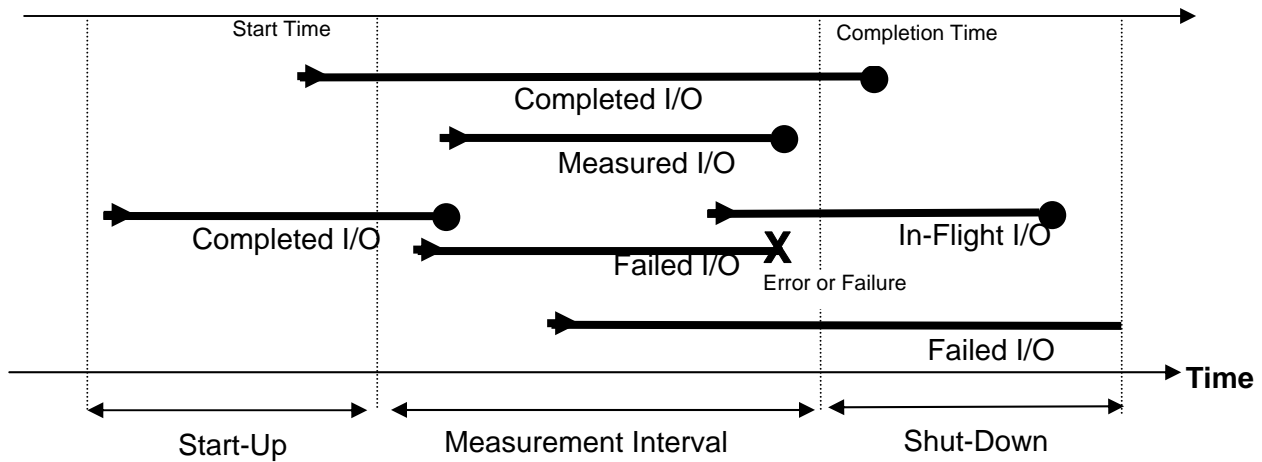 Start Time
Completion Time
Completed I/O
Measured I/O
Completed I/O
In-Flight I/O
Failed I/O
Error or Failure
Failed I/O
Time
Start-Up
Measurement Interval
Shut-Down